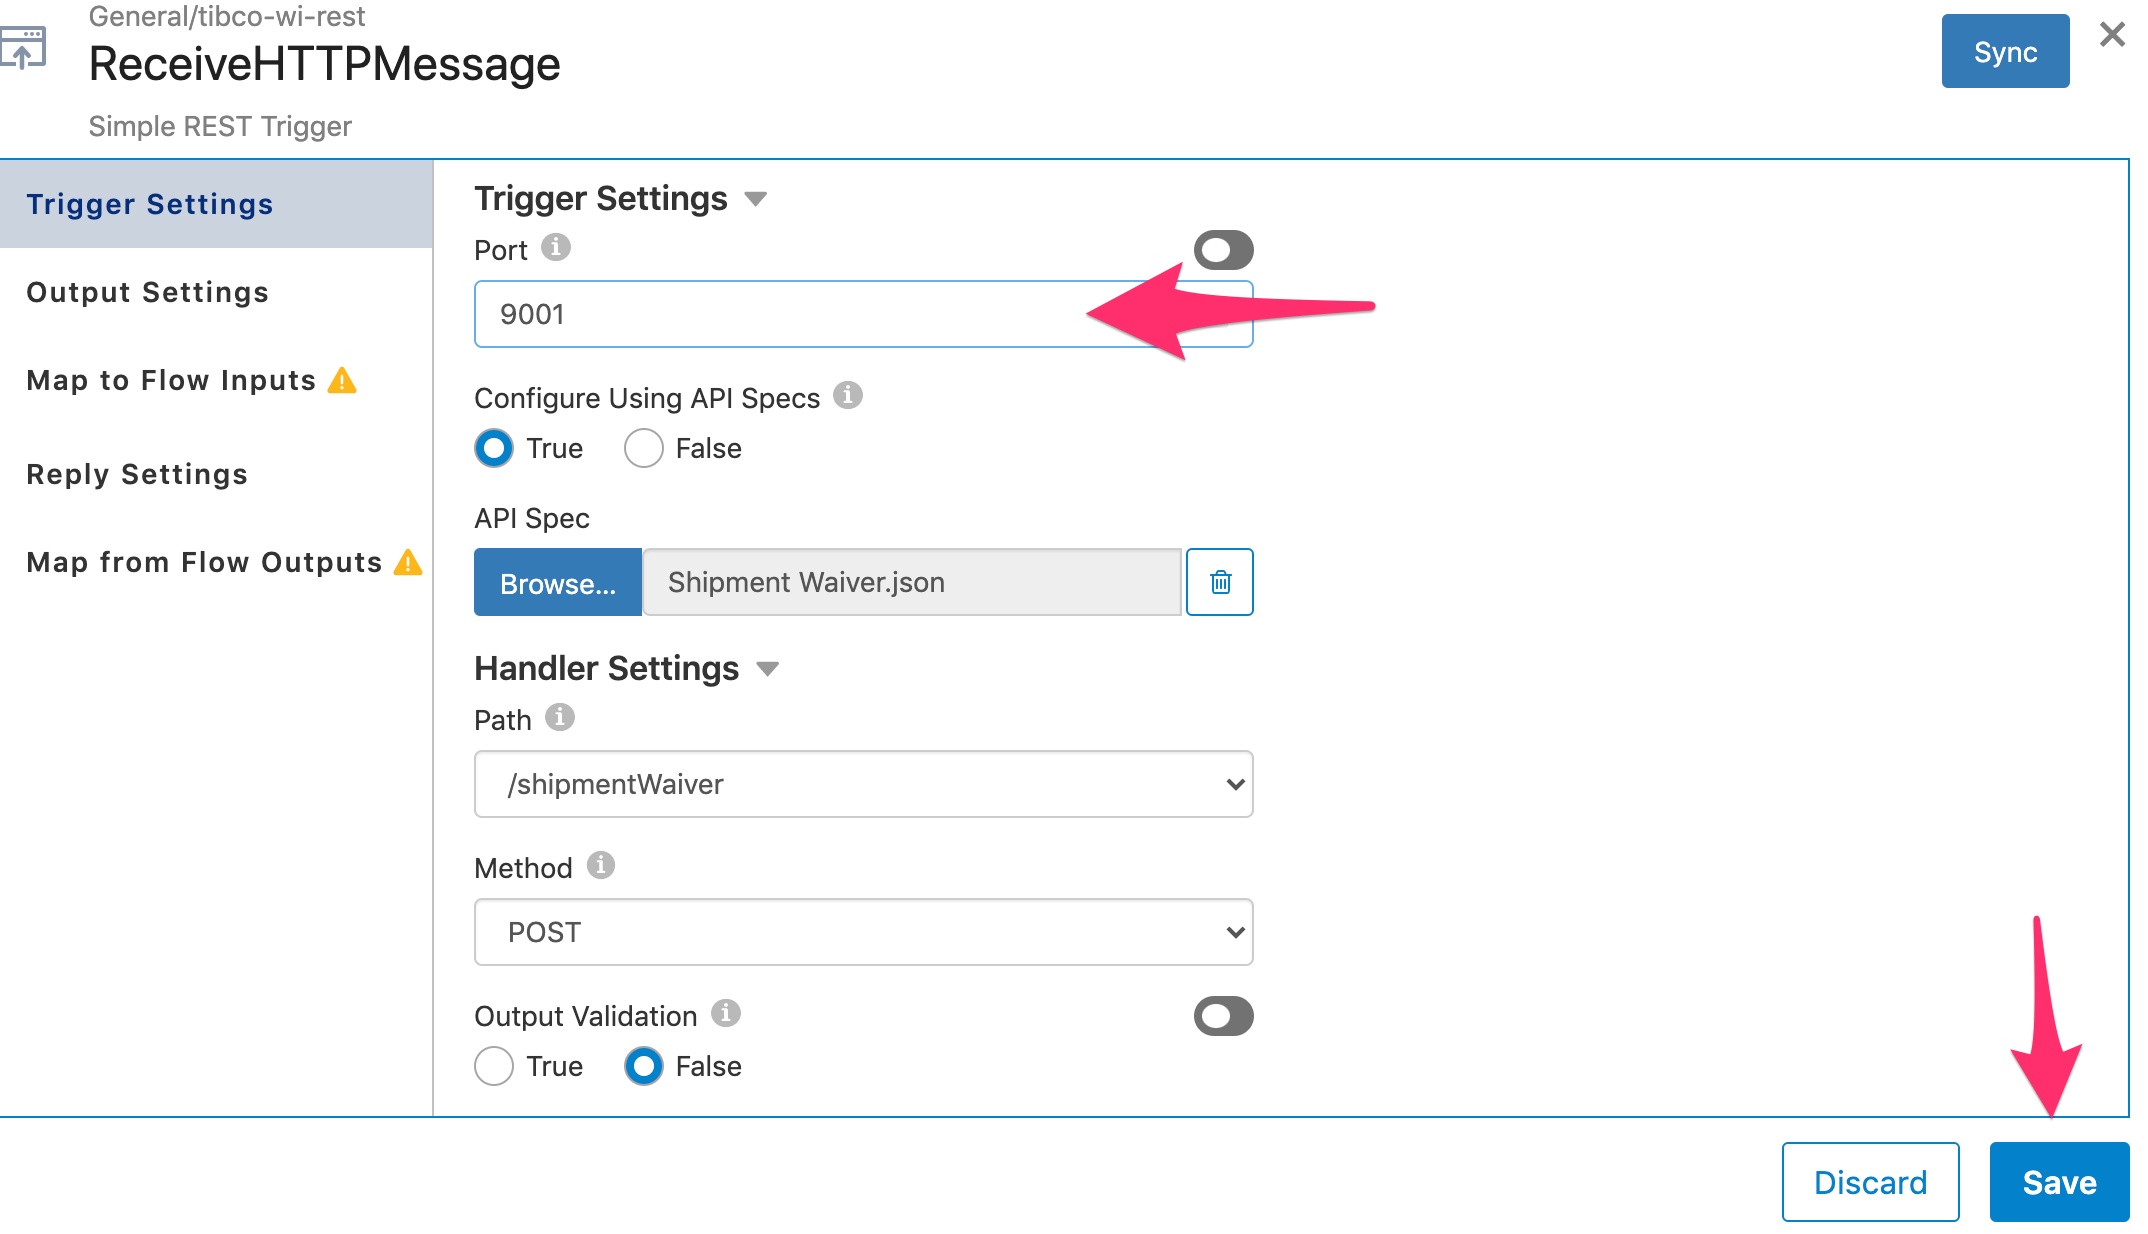 General/tibco-wi-rest
ReceiveHTTPMessage
Simple REST Trigger
Sync
Trigger Settings
Output Settings
Map to Flow Inputs
Reply Settings
Map from Flow Outputs
Trigger Settings
Port
9001
Configure Using API Specs
True False
API Spec
Browse... Shipment Waiver.json
Handler Settings
Path
/shipmentWaiver
Method
POST
Output Validation
True False
Discard Save